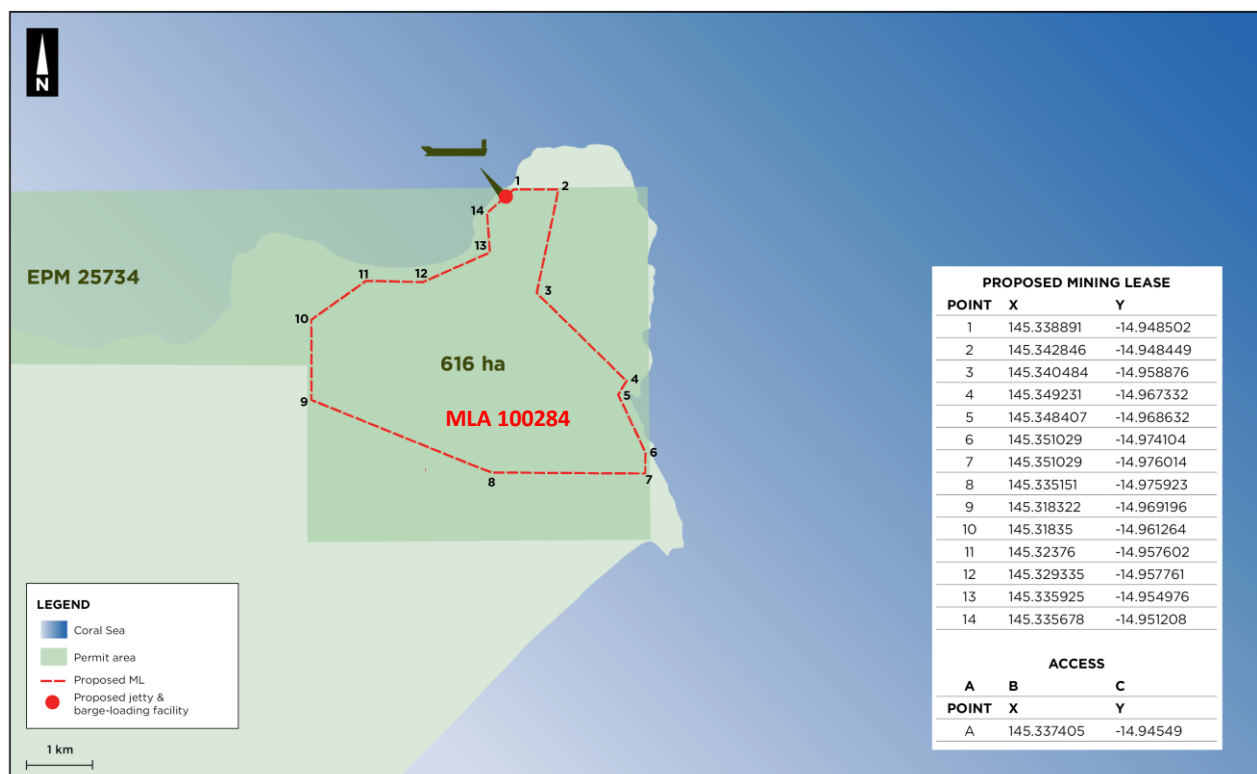 N
1
2
14
13
EPM 25734
11
12
3
10
616 ha
4
5
9
MLA 100284
6
8
7
PROPOSED MINING LEASE
POINT X Y
1 145.338891 -14.948502
2 145.342846 -14.948449
3 145.340484 -14.958876
4 145.349231 -14.967332
5 145.348407 -14.968632
6 145.351029 -14.974104
7 145.351029 -14.976014
8 145.335151 -14.975923
9 145.318322 -14.969196
10 145.31835 -14.961264
11 145.32376 -14.957602
12 145.329335 -14.957761
13 145.335925 -14.954976
14 145.335678 -14.951208
ACCESS
A B C
POINT X Y
A 145.337405 -14.94549
LEGEND
Coral Sea
Permit area
Proposed ML
Proposed jetty &
barge-loading facility
1 km